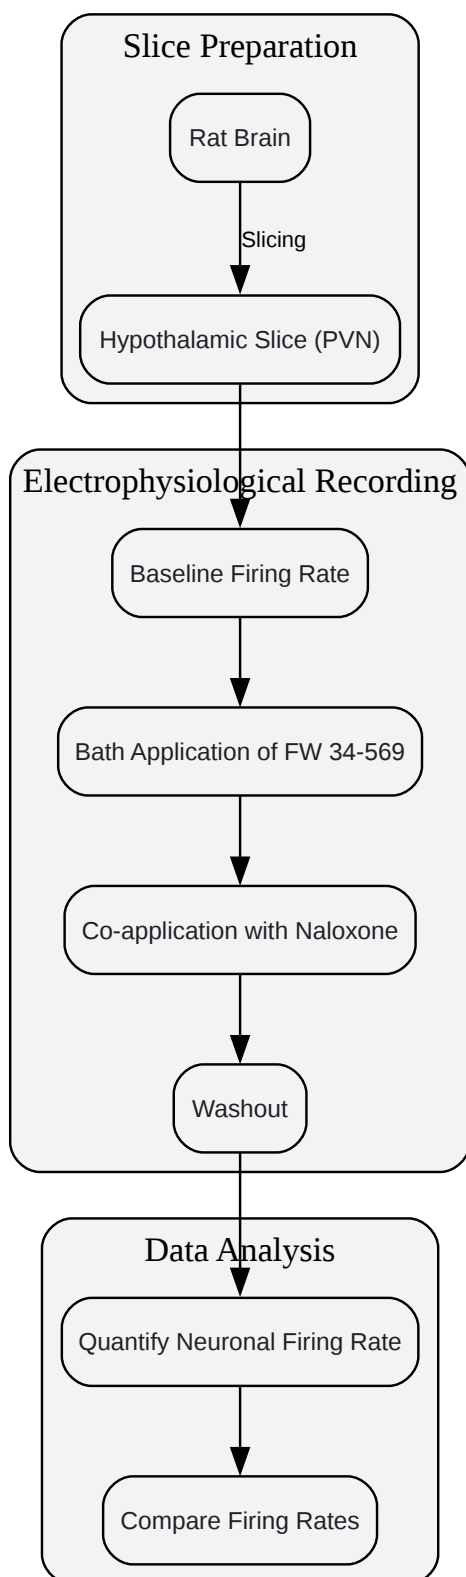 Slice Preparation
Rat Brain
Slicing
Hypothalamic Slice (PVN)
Electrophysiological Recording
Baseline Firing Rate
Bath Application of FW 34-569
Co-application with Naloxone
Washout
Data Analysis
Quantify Neuronal Firing Rate
Compare Firing Rates